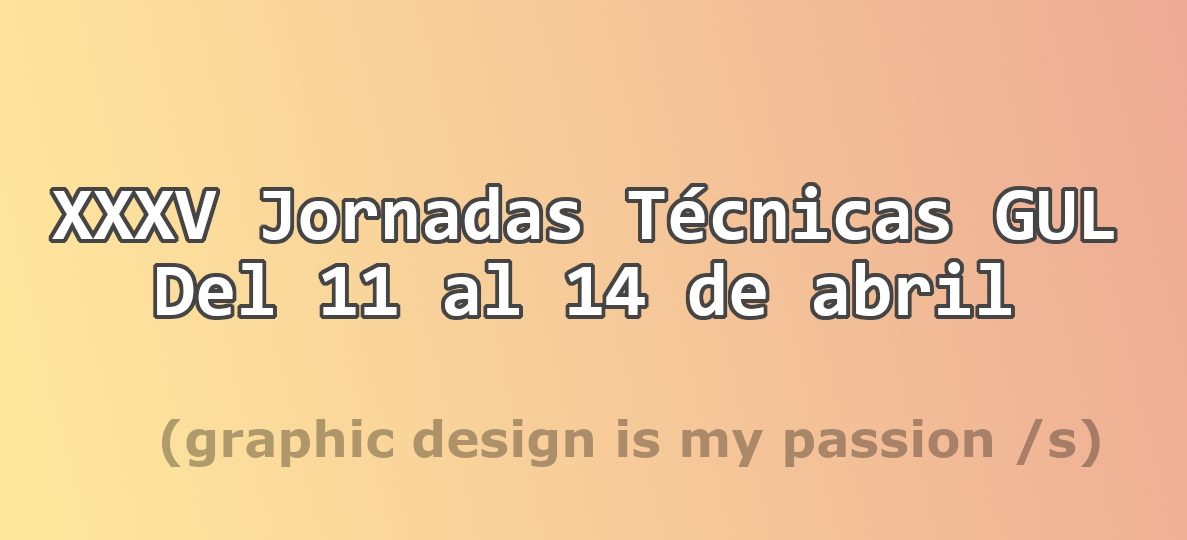 XXXV Jornadas Técnicas GUL
Del 11 al 14 de abril
(graphic design is my passion /s)